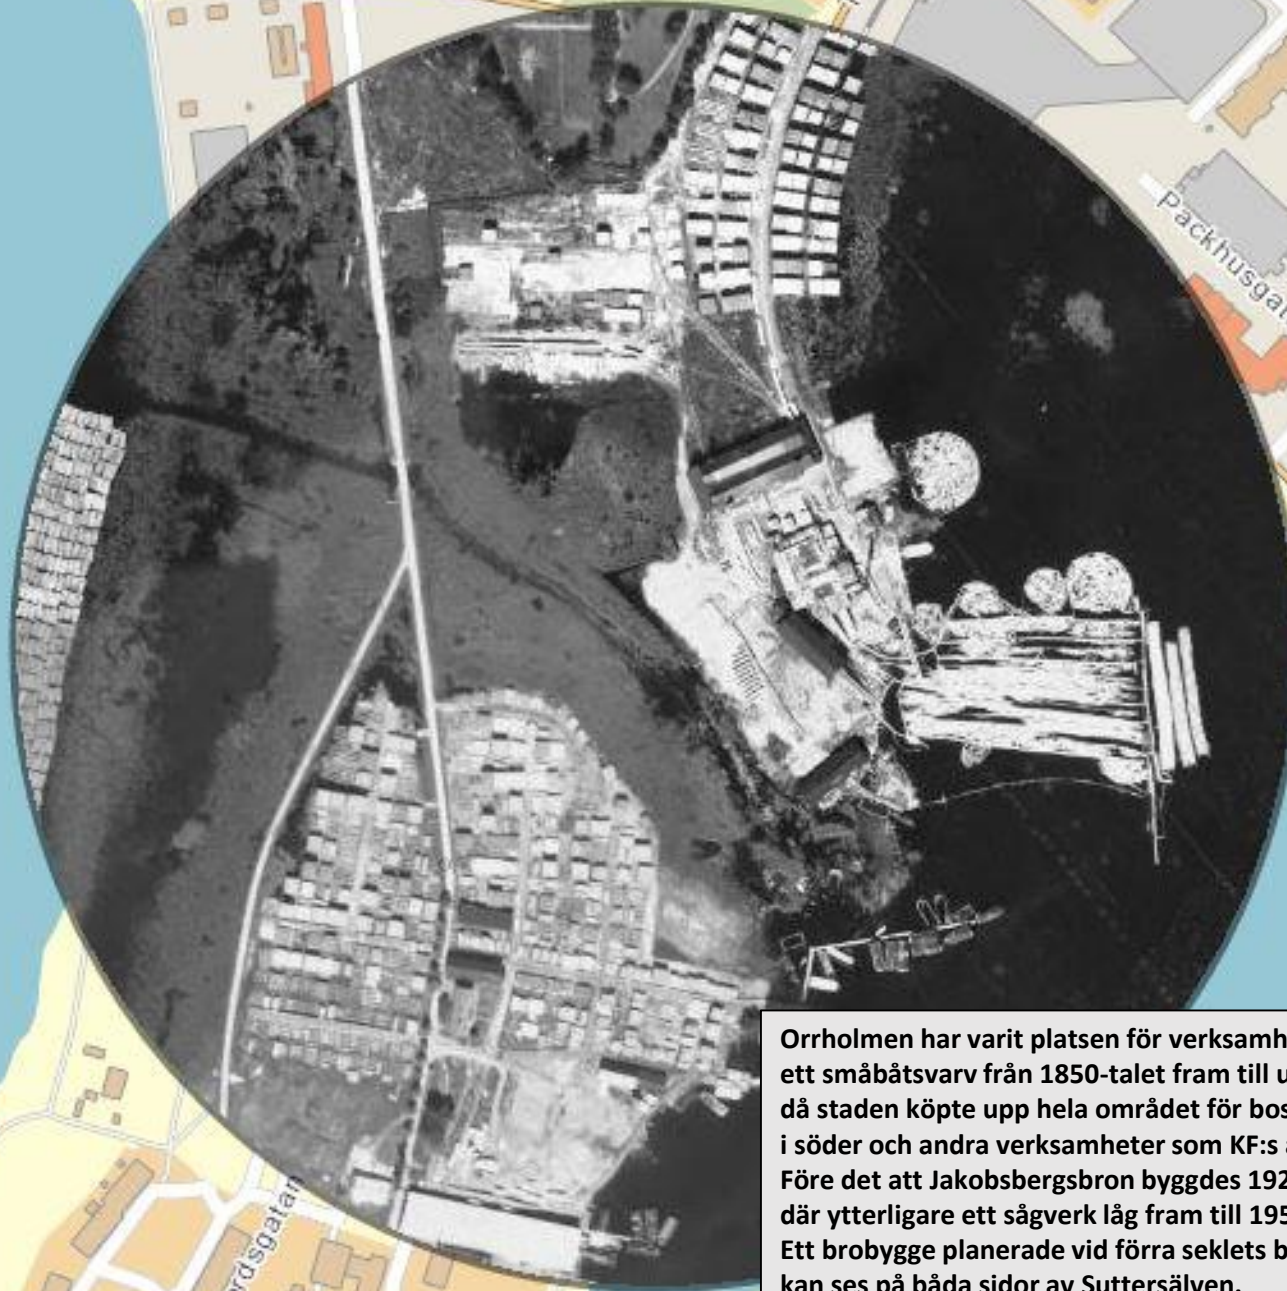 Packhusgat
Orrholmen har varit platsen för verksamh
ett småbåtsvarv från 1850-talet fram till u
då staden köpte upp hela området för bos
i söder och andra verksamheter som KF:s a
Före det att Jakobsbergsbron byggdes 192
där ytterligare ett sågverk låg fram till 195
Ett brobygge planerade vid förra seklets b
kan ses på båda sidor av Suttersälven.
rdsgatan